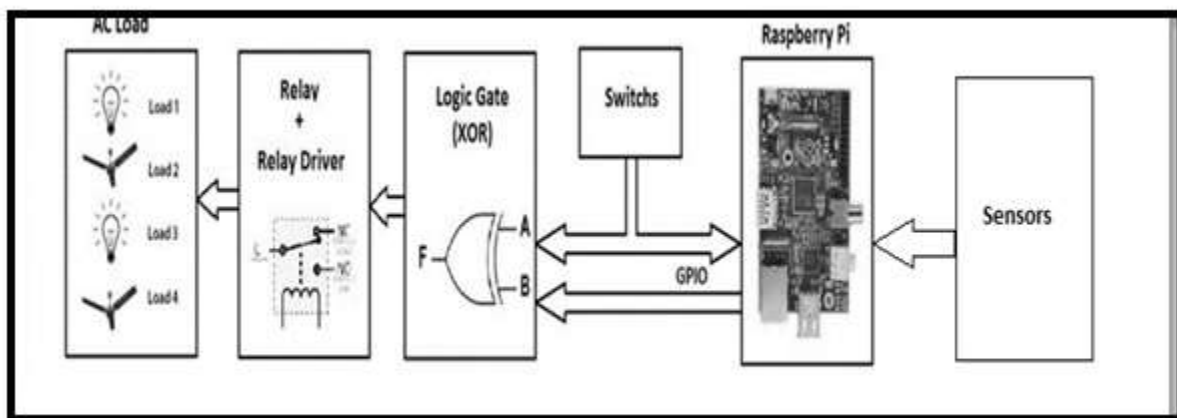 AC Load
Load 1
Load 2
Load 3
Load 4
Relay
+
Relay Driver
Logic Gate
(XOR)
F
A
B
Switchs
GPIO
Raspberry Pi
Sensors